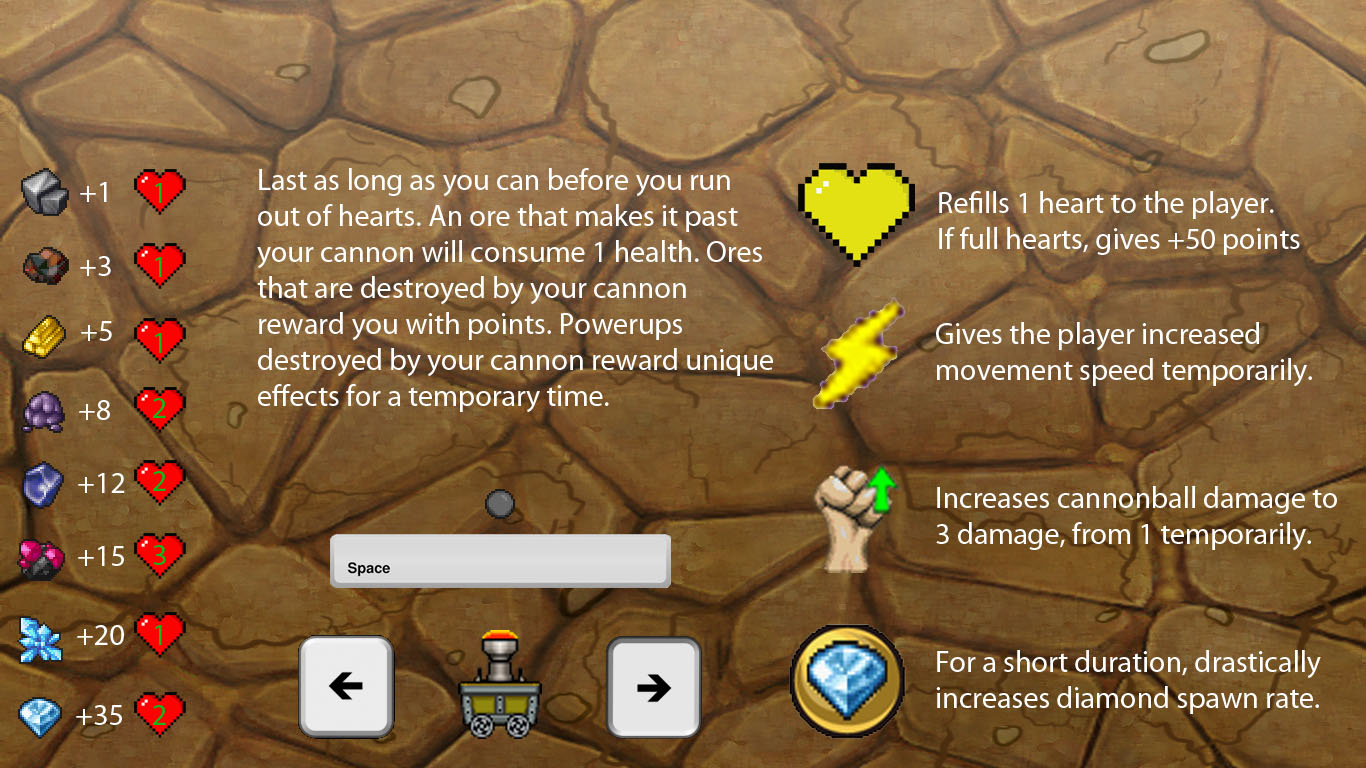 +1 1
+3 1
+5 1
+8 2
+12 2
+15 3
+20 1
+35 2
Last as long as you can before you run
out of hearts. An ore that makes it past
your cannon will consume 1 health. Ores
that are destroyed by your cannon
reward you with points. Powerups
destroyed by your cannon reward unique
effects for a temporary time.
Space
Refills 1 heart to the player.
If full hearts, gives +50 points
Gives the player increased
movement speed temporarily.
Increases cannonball damage to
3 damage, from 1 temporarily.
For a short duration, drastically
increases diamond spawn rate.